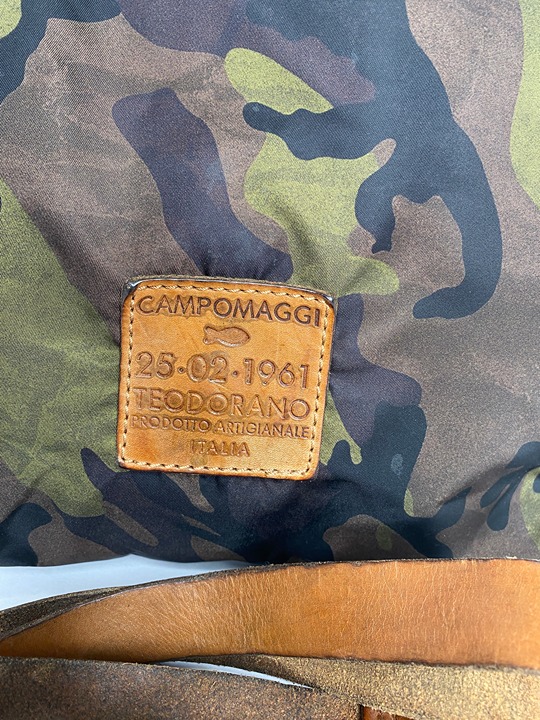 CAMPOMAGGI
25·02·1961
TEODORANO
PRODOTTO ARTIGIANALE
ITALIA